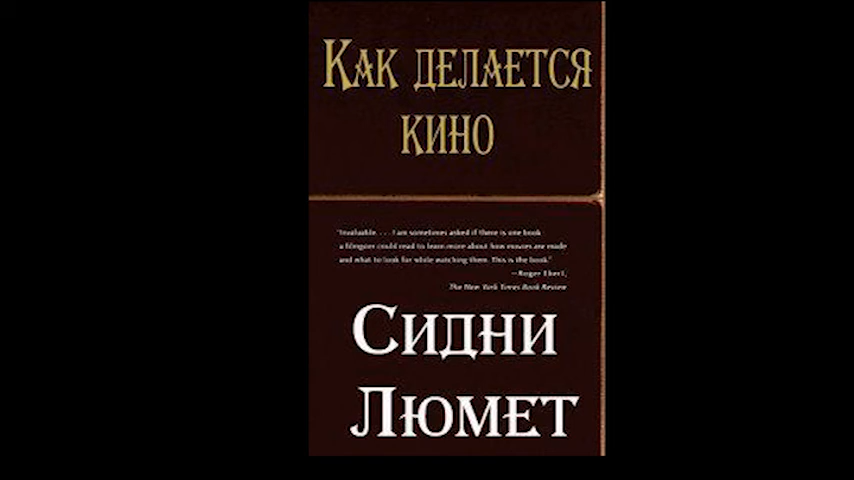 Как делается
кино
"Invaluable. . . . I am sometimes asked if there is one book
a filmgoer could read to learn more about how movies are made
and what to look for while watching them. This is the book."
—Roger Ebert,
The New York Times Book Review
Сидни
Люмет